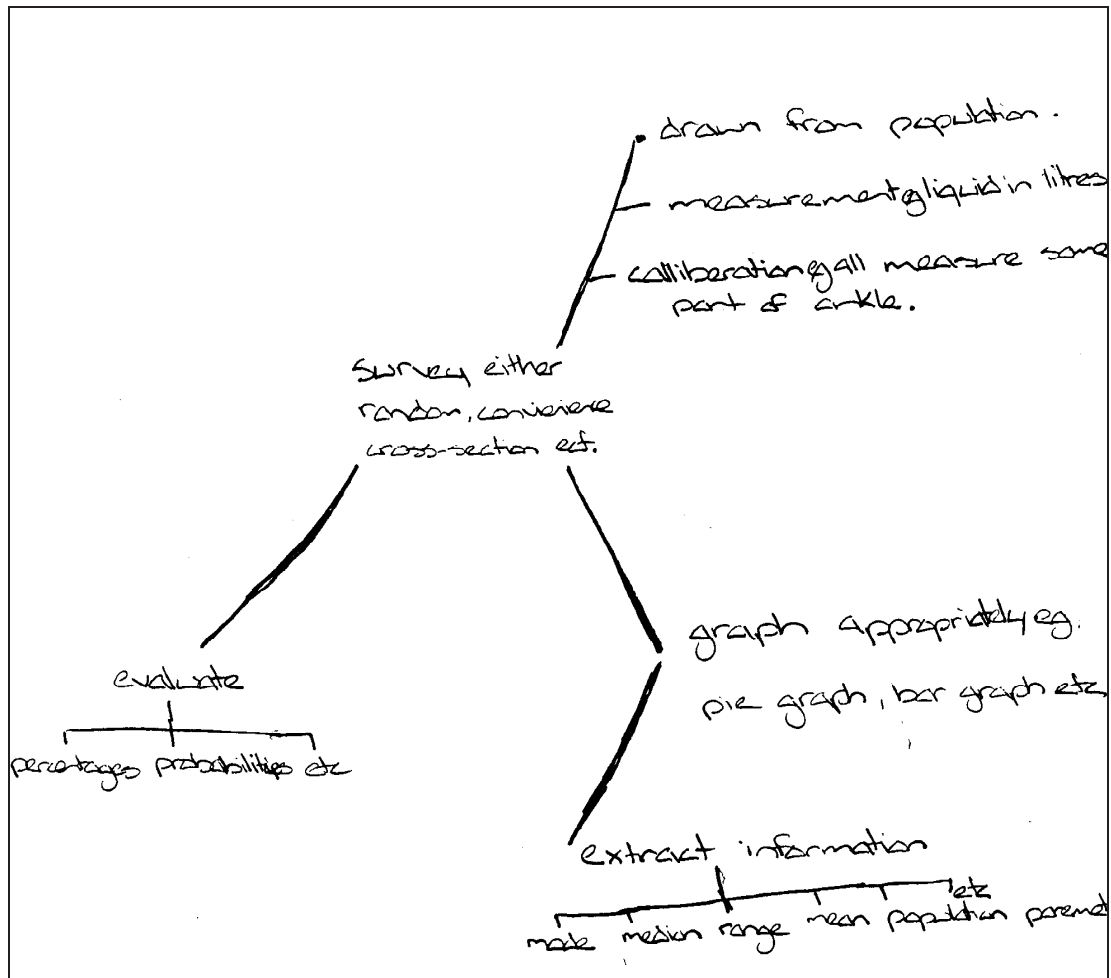 drawn from population.
measurement eg liquid in litres
calliberation eg all measure same
part of ankle.
survey either
random, convinience
cross-section ect.
graph appropriately eg.
pie graph, bar graph etc
evaluate
percentages probabilities etc
extract information
etc
mode median range mean population paramet